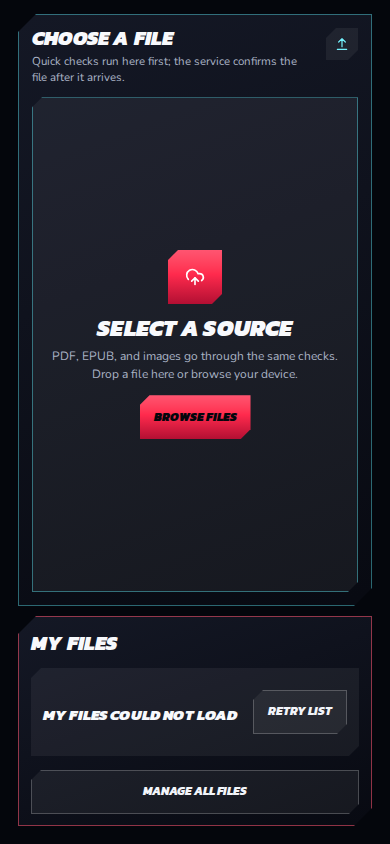 CHOOSE A FILE
Quick checks run here first; the service confirms the
file after it arrives.
SELECT A SOURCE
PDF, EPUB, and images go through the same checks.
Drop a file here or browse your device.
BROWSE FILES
MY FILES
MY FILES COULD NOT LOAD
RETRY LIST
MANAGE ALL FILES